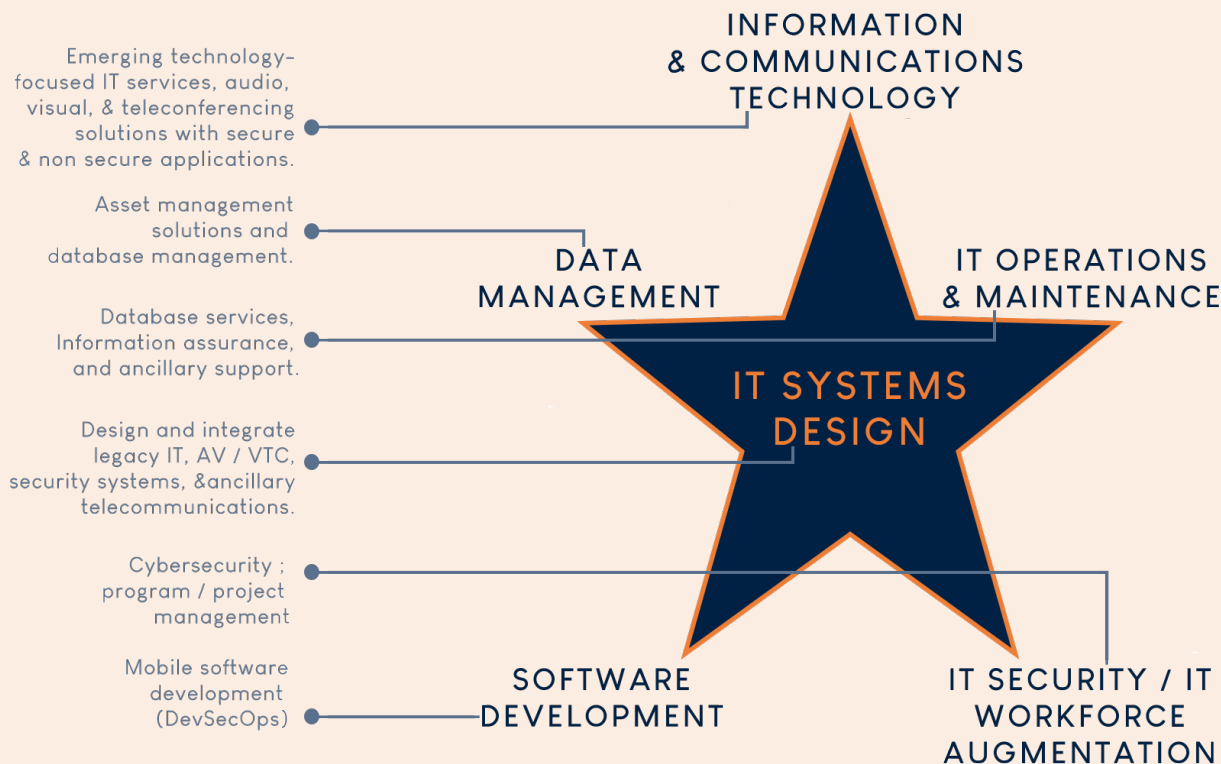 INFORMATION
& COMMUNICATIONS
TECHNOLOGY
Emerging technology-
focused IT services, audio,
visual, & teleconferencing
solutions with secure
& non secure applications.
Asset management
solutions and
database management.
DATA
MANAGEMENT
IT OPERATIONS
& MAINTENANCE
Database services,
Information assurance,
and ancillary support.
IT SYSTEMS
DESIGN
Design and integrate
legacy IT, AV / VTC,
security systems, &ancillary
telecommunications.
Cybersecurity ;
program / project
management
Mobile software
development
(DevSecOps)
SOFTWARE
DEVELOPMENT
IT SECURITY / IT
WORKFORCE
AUGMENTATION